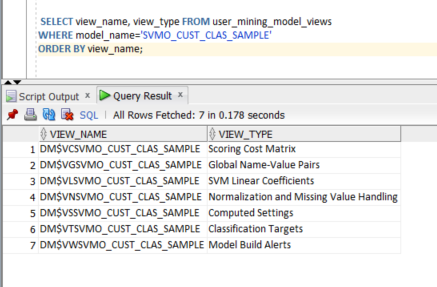 SELECT view_name, view_type FROM user_mining_model_views
WHERE model_name='SVMO_CUST_CLAS_SAMPLE'
ORDER BY view_name;
Script Output × Query Result ×
SQL | All Rows Fetched: 7 in 0.178 seconds
VIEW_NAME VIEW_TYPE
1 DM$VCSVMO_CUST_CLAS_SAMPLE Scoring Cost Matrix
2 DM$VGSVMO_CUST_CLAS_SAMPLE Global Name-Value Pairs
3 DM$VLSVMO_CUST_CLAS_SAMPLE SVM Linear Coefficients
4 DM$VNSVMO_CUST_CLAS_SAMPLE Normalization and Missing Value Handling
5 DM$VSSVMO_CUST_CLAS_SAMPLE Computed Settings
6 DM$VTSVMO_CUST_CLAS_SAMPLE Classification Targets
7 DM$VWSVMO_CUST_CLAS_SAMPLE Model Build Alerts